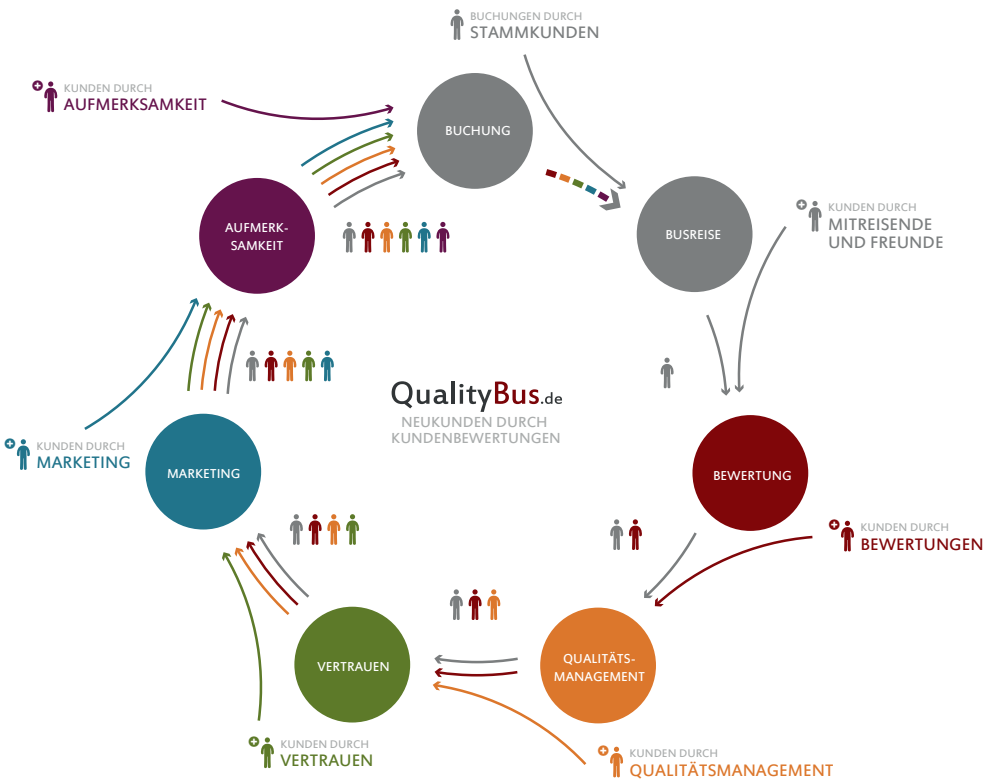 BUCHUNGEN DURCH
STAMMKUNDEN
KUNDEN DURCH
AUFMERKSAMKEIT
BUCHUNG
AUFMERK-
SAMKEIT
BUSREISE
KUNDEN DURCH
MITREISENDE
UND FREUNDE
QualityBus.de
NEUKUNDEN DURCH
KUNDENBEWERTUNGEN
KUNDEN DURCH
MARKETING
MARKETING
BEWERTUNG
KUNDEN DURCH
BEWERTUNGEN
VERTRAUEN
QUALITÄTS-
MANAGEMENT
KUNDEN DURCH
VERTRAUEN
KUNDEN DURCH
QUALITÄTSMANAGEMENT